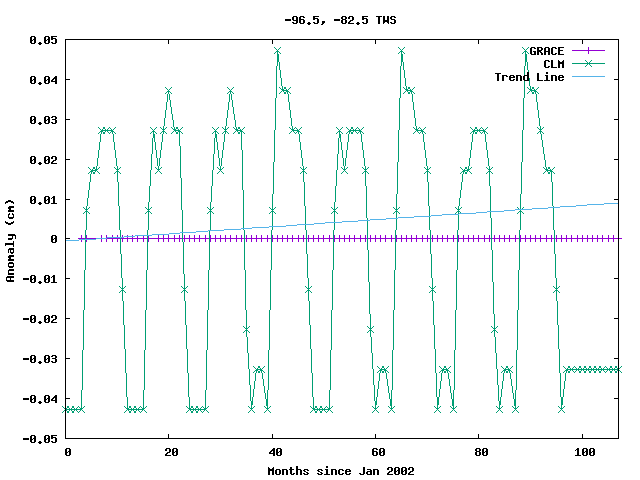 -96.5, -82.5 TWS
GRACE
CLM
Trend Line
0.05
0.04
0.03
0.02
0.01
0
-0.01
-0.02
-0.03
-0.04
-0.05
Anomaly (cm)
0 20 40 60 80 100
Months since Jan 2002